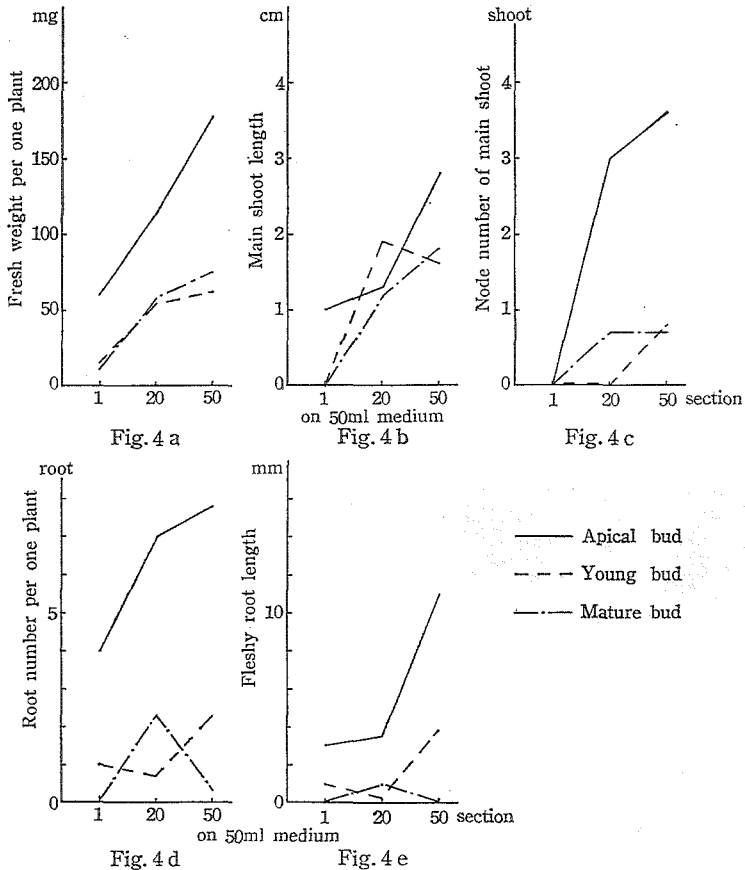 mg
Fresh weight per one plant
200
150
100
50
0
1 20 50
Fig. 4 a
cm
Main shoot length
4
3
2
1
0
1 20 50
on 50ml medium
Fig. 4 b
shoot
Node number of main shoot
4
3
2
1
0
1 20 50 section
Fig. 4 c
root
Root number per one plant
5
0
1 20 50
on 50ml medium
Fig. 4 d
mm
Fleshy root length
10
0
1 20 50 section
Fig. 4 e
Apical bud
Young bud
Mature bud